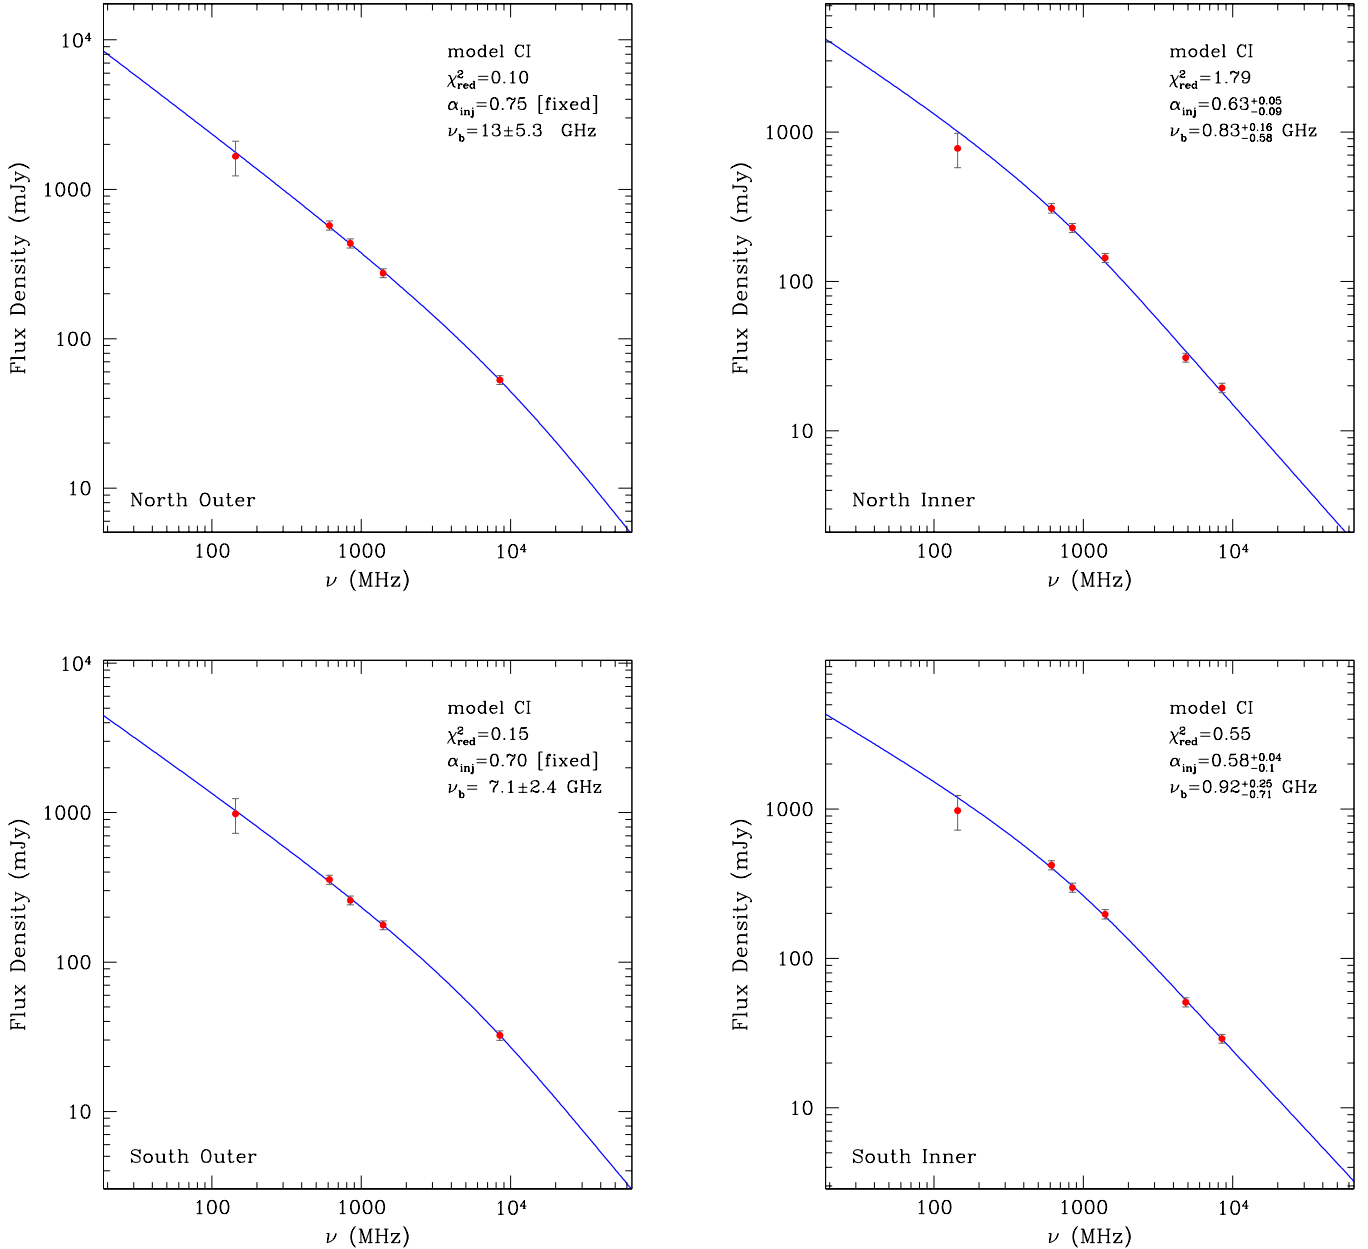 10⁴
1000
100
10
Flux Density (mJy)
model CI
χ²red=0.10
αinj=0.75 [fixed]
νb=13±5.3 GHz
North Outer
100 1000 10⁴
ν (MHz)
1000
100
10
Flux Density (mJy)
model CI
χ²red=1.79
αinj=0.63+0.05−0.09
νb=0.83+0.16−0.58 GHz
North Inner
100 1000 10⁴
ν (MHz)
10⁴
1000
100
10
Flux Density (mJy)
model CI
χ²red=0.15
αinj=0.70 [fixed]
νb= 7.1±2.4 GHz
South Outer
100 1000 10⁴
ν (MHz)
1000
100
10
Flux Density (mJy)
model CI
χ²red=0.55
αinj=0.58+0.04−0.1
νb=0.92+0.25−0.71 GHz
South Inner
100 1000 10⁴
ν (MHz)